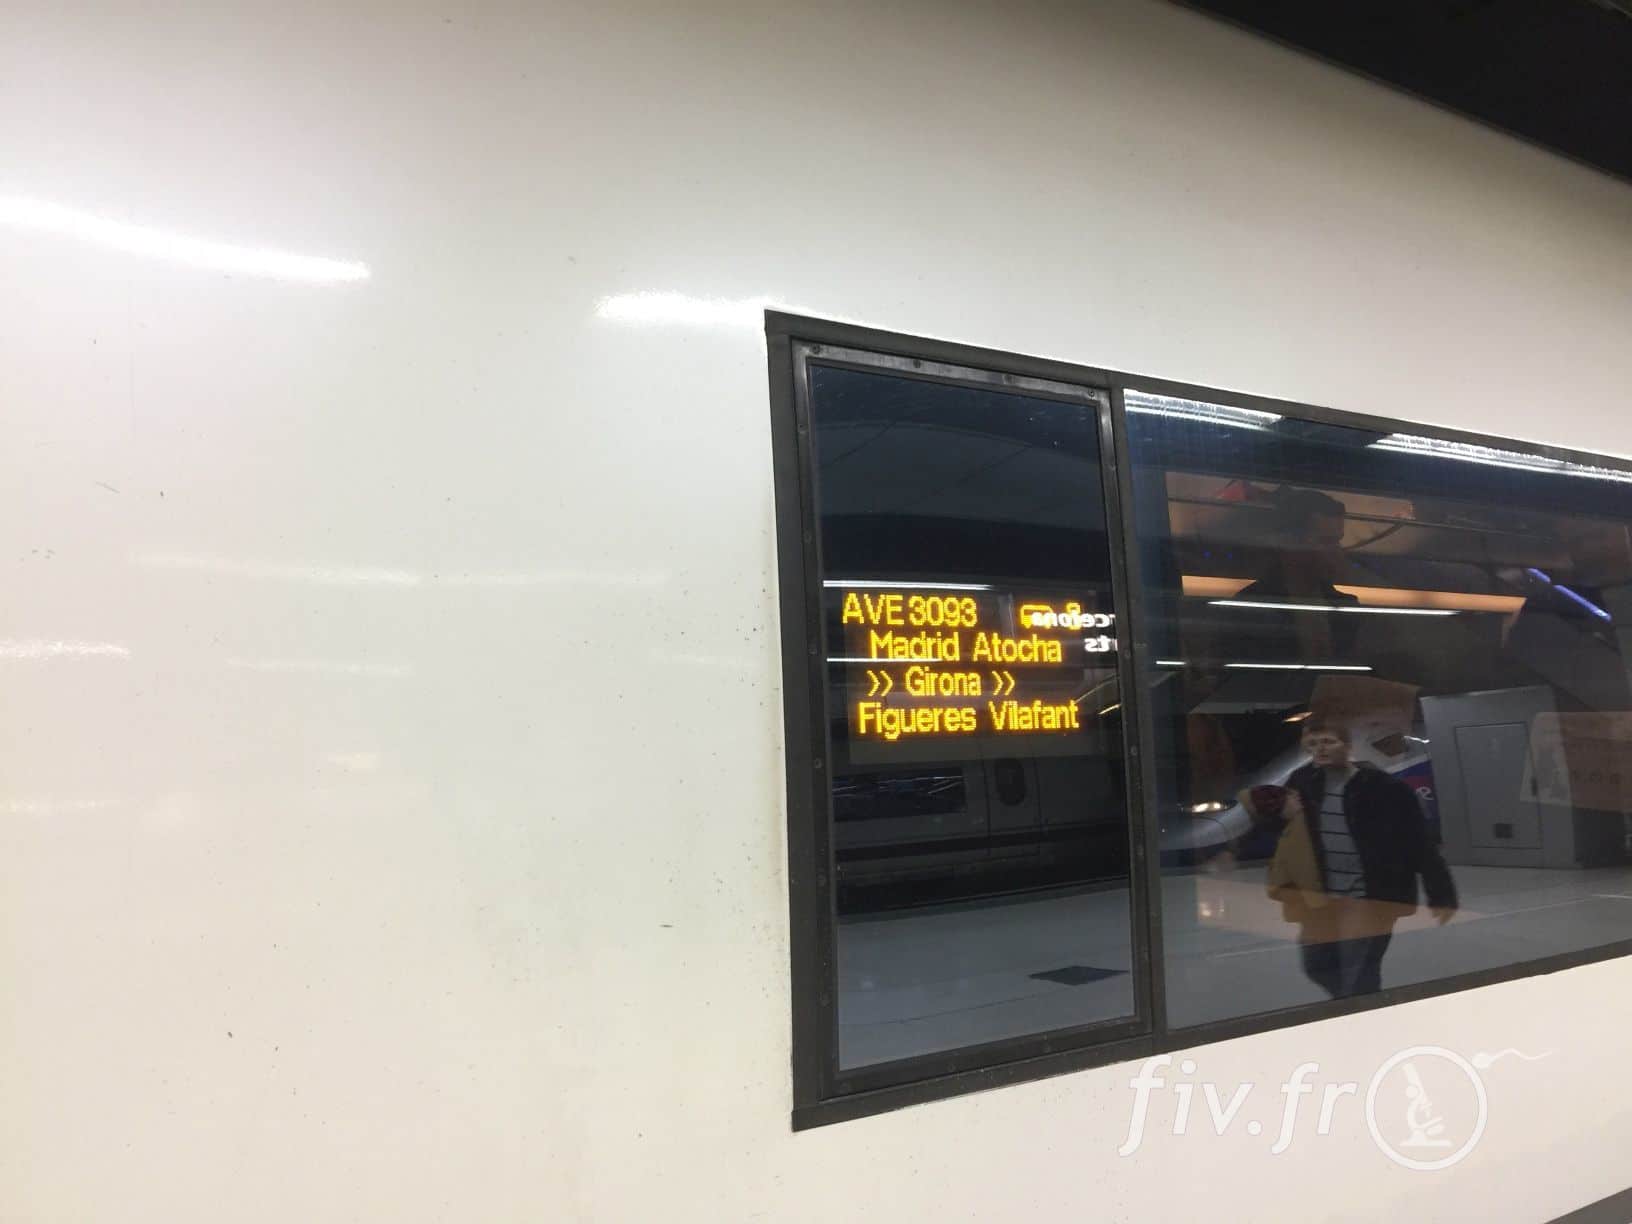 AVE 3093
Madrid Atocha
>> Girona >>
Figueres Vilafant
fiv.fr